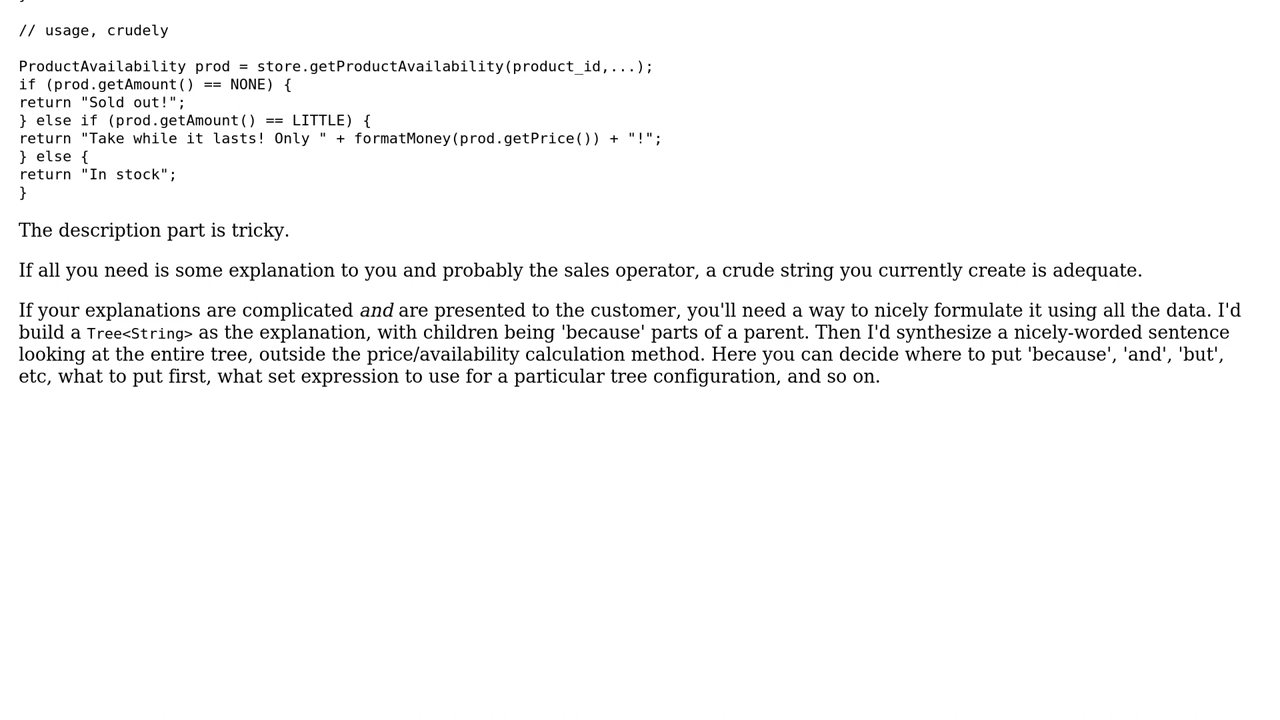 // usage, crudely
ProductAvailability prod = store.getProductAvailability(product_id,...);
if (prod.getAmount() == NONE) {
return "Sold out!";
} else if (prod.getAmount() == LITTLE) {
return "Take while it lasts! Only " + formatMoney(prod.getPrice()) + "!";
} else {
return "In stock";
}
The description part is tricky.
If all you need is some explanation to you and probably the sales operator, a crude string you currently create is adequate.
If your explanations are complicated and are presented to the customer, you'll need a way to nicely formulate it using all the data. I'd
build a Tree<String> as the explanation, with children being 'because' parts of a parent. Then I'd synthesize a nicely-worded sentence
looking at the entire tree, outside the price/availability calculation method. Here you can decide where to put 'because', 'and', 'but',
etc, what to put first, what set expression to use for a particular tree configuration, and so on.